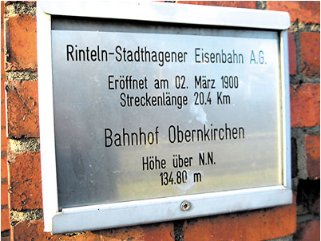 Rinteln-Stadthagener Eisenbahn A.G.
Eröffnet am 02. März 1900
Streckenlänge 20.4 Km
Bahnhof Obernkirchen
Höhe über N.N.
134.80 m